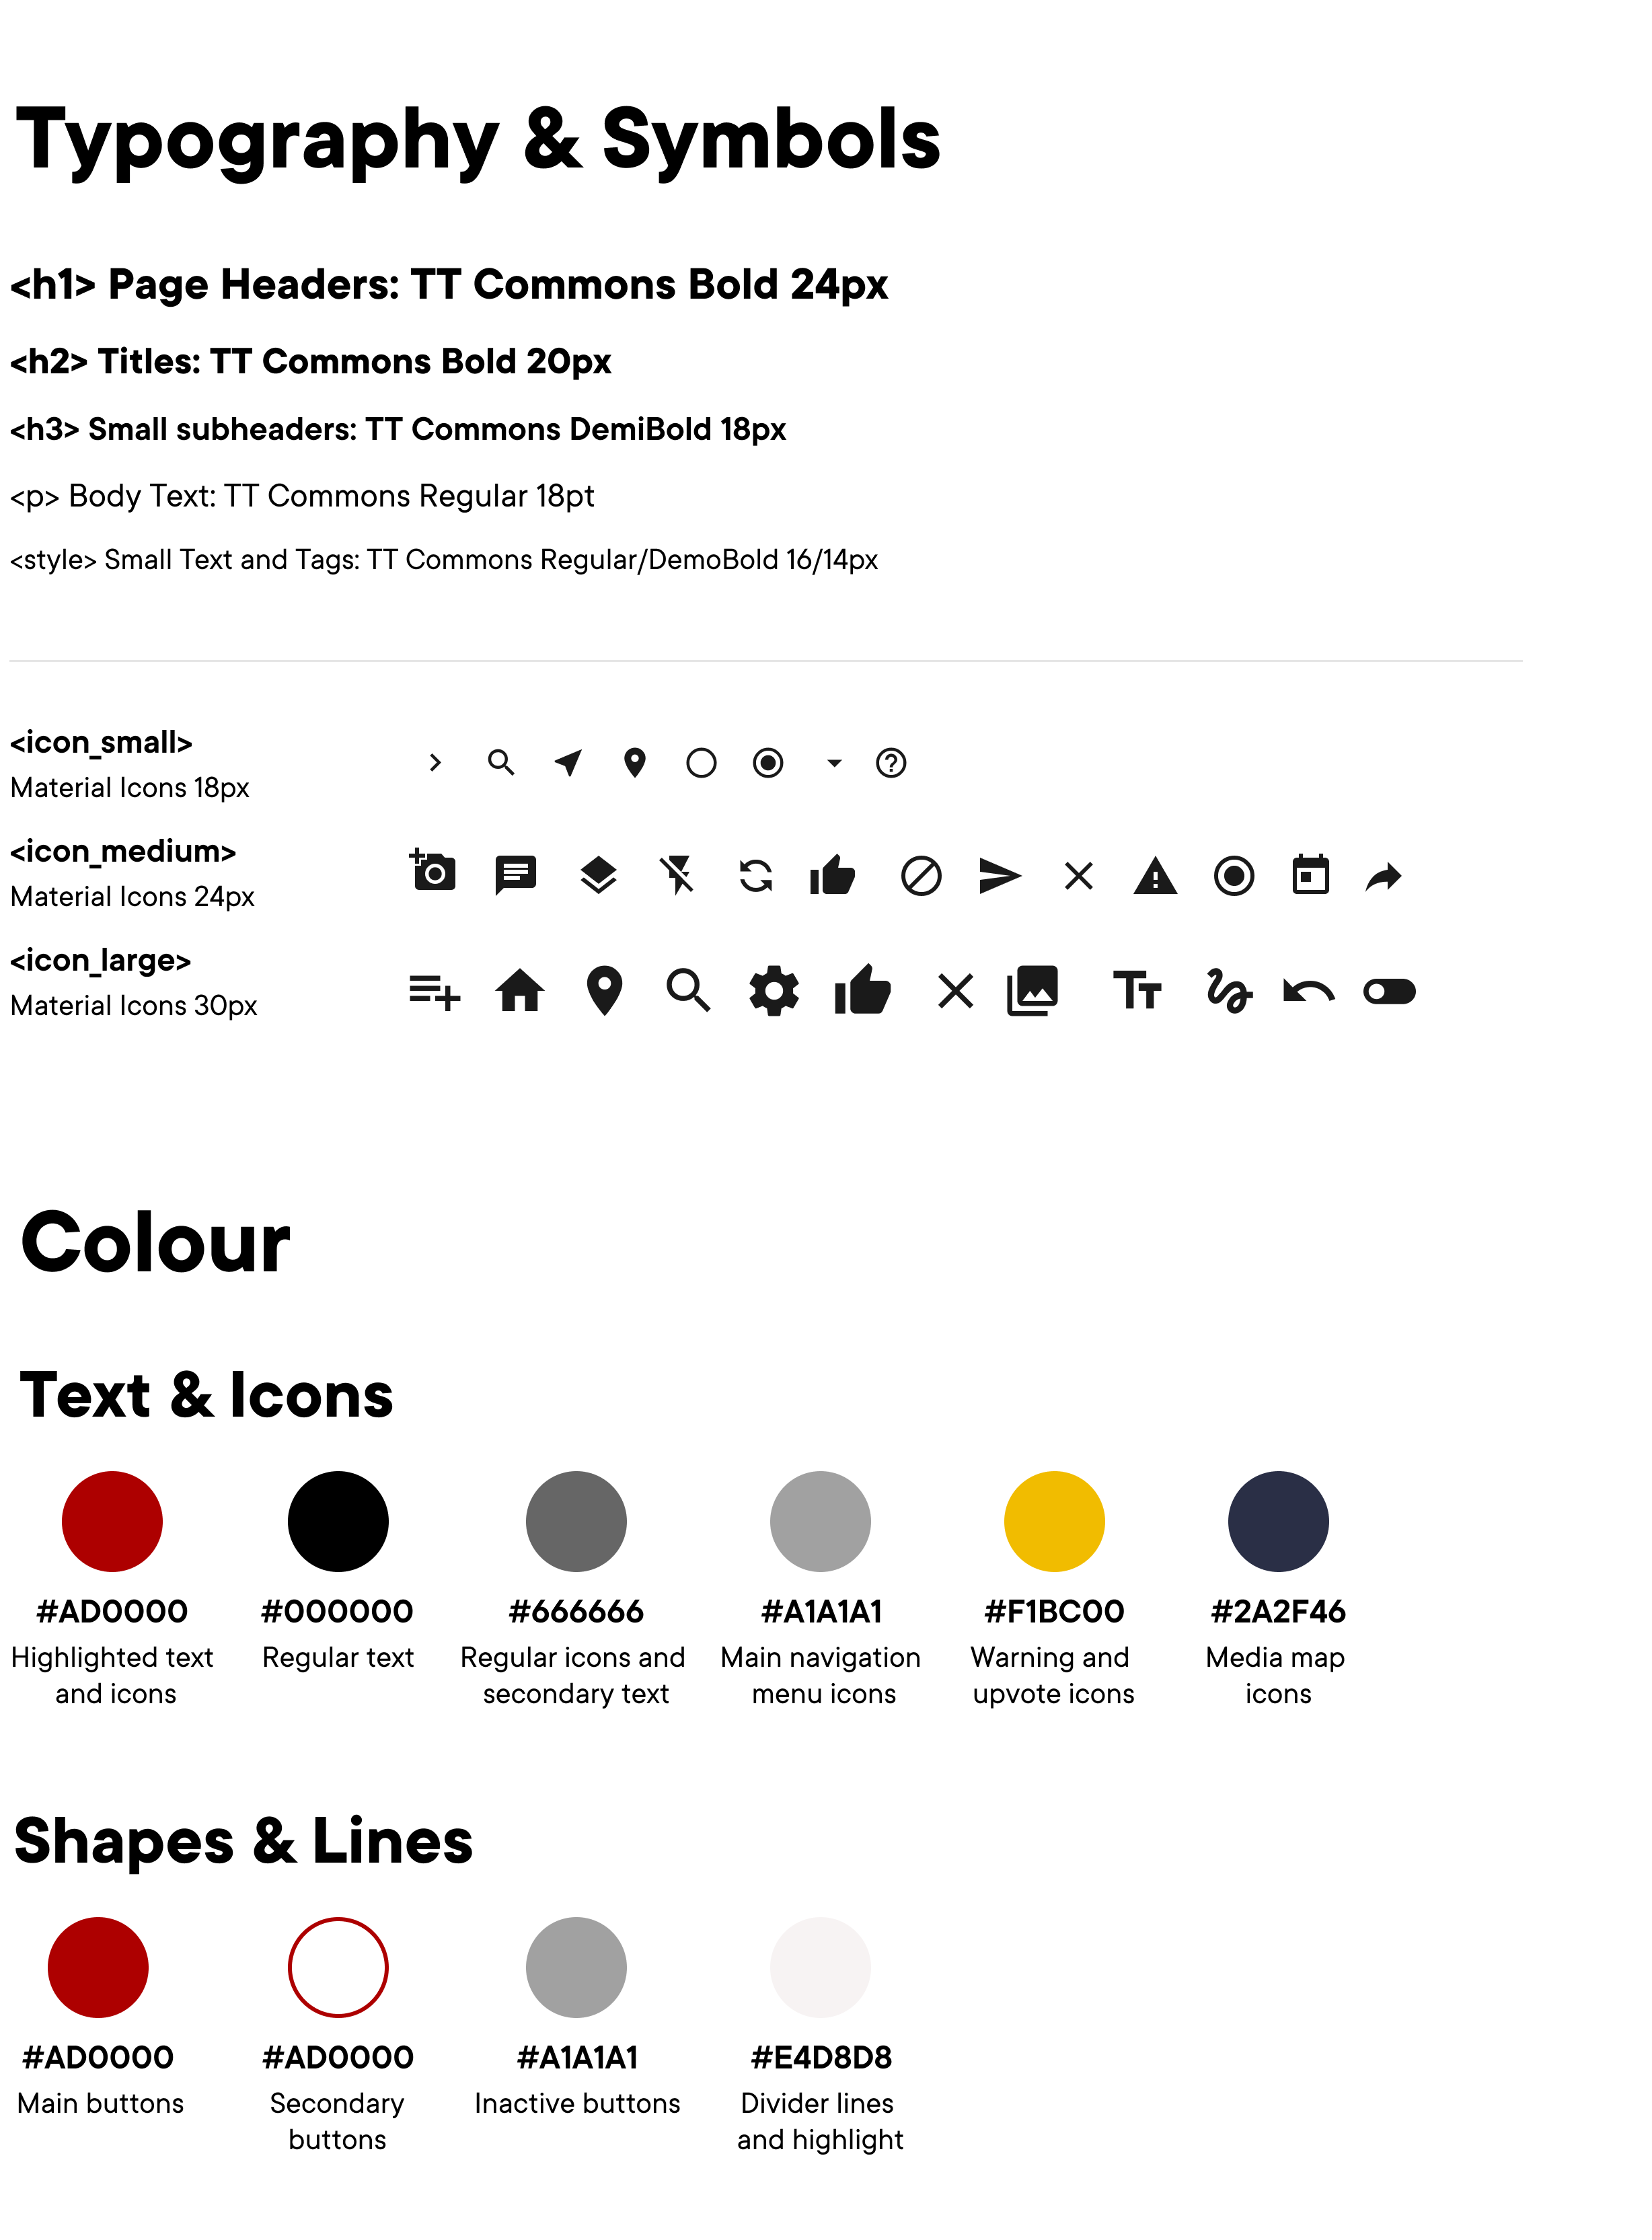 Typography & Symbols
<h1> Page Headers: TT Commons Bold 24px
<h2> Titles: TT Commons Bold 20px
<h3> Small subheaders: TT Commons DemiBold 18px
<p> Body Text: TT Commons Regular 18pt
<style> Small Text and Tags: TT Commons Regular/DemoBold 16/14px
<icon_small>
Material Icons 18px
<icon_medium>
Material Icons 24px
<icon_large>
Material Icons 30px
Colour
Text & Icons
#AD0000
Highlighted text
and icons
#000000
Regular text
#666666
Regular icons and
secondary text
#A1A1A1
Main navigation
menu icons
#F1BC00
Warning and
upvote icons
#2A2F46
Media map
icons
Shapes & Lines
#AD0000
Main buttons
#AD0000
Secondary
buttons
#A1A1A1
Inactive buttons
#E4D8D8
Divider lines
and highlight